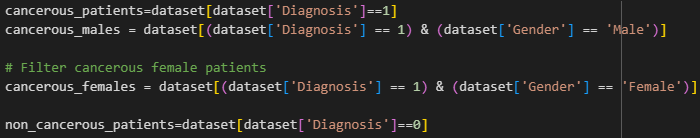 cancerous_patients=dataset[dataset['Diagnosis']==1]
cancerous_males = dataset[(dataset['Diagnosis'] == 1) & (dataset['Gender'] == 'Male')]
# Filter cancerous female patients
cancerous_females = dataset[(dataset['Diagnosis'] == 1) & (dataset['Gender'] == 'Female')]
non_cancerous_patients=dataset[dataset['Diagnosis']==0]